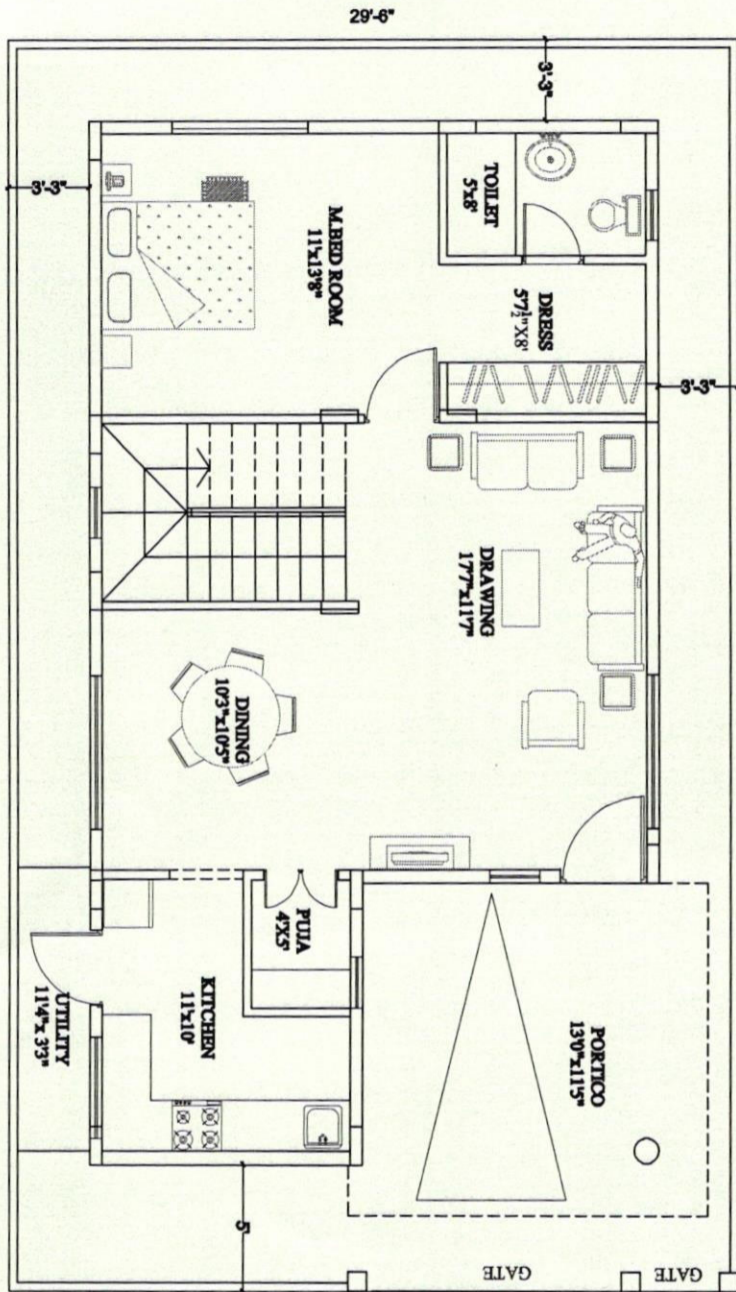 29'-6"
3'-3"
3'-3"
TOILET
5'x8'
M.BED ROOM
11'x13'8"
DRESS
5'7½"X8'
3'-3"
DRAWING
17'7"x11'7"
DINING
10'3"x10'5"
PUJA
4'X5'
KITCHEN
11'x10'
UTILITY
11'4"x3'3"
PORTICO
13'0"x11'5"
5'
GATE
GATE